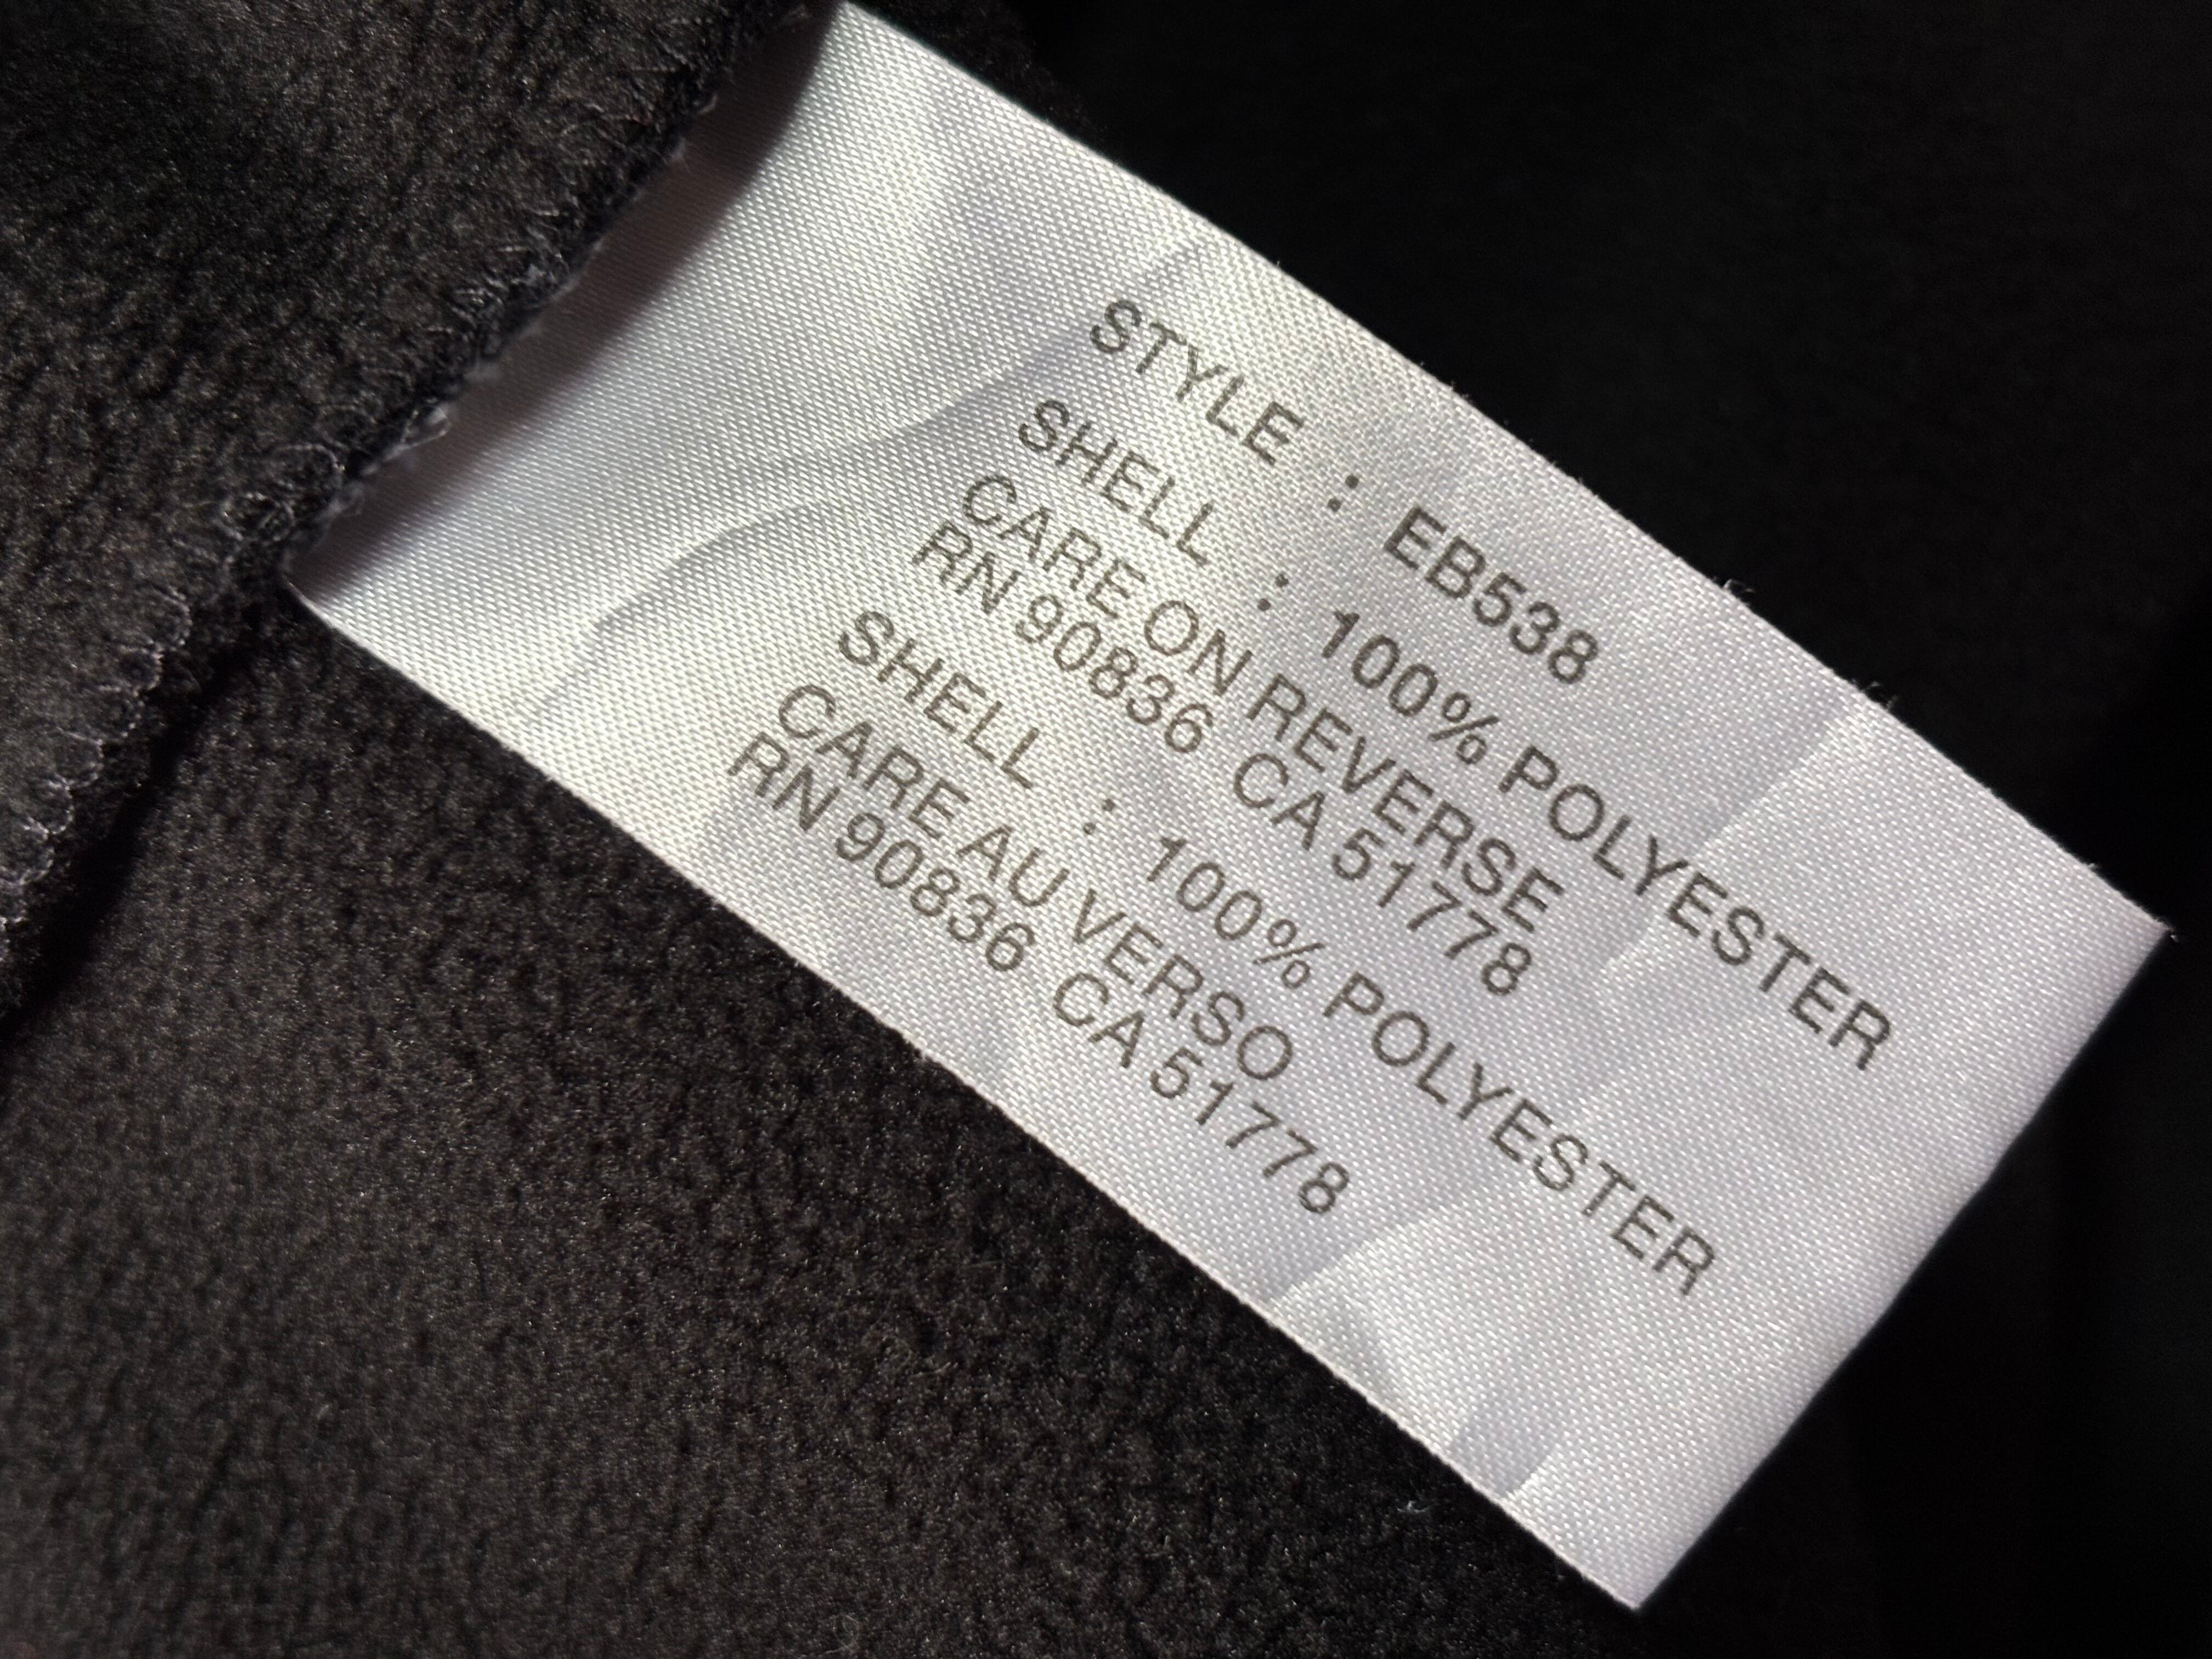 STYLE : EB538
SHELL : 100% POLYESTER
CARE ON REVERSE
RN 90836 CA 51778
SHELL : 100% POLYESTER
CARE AU VERSO
RN 90836 CA 51778